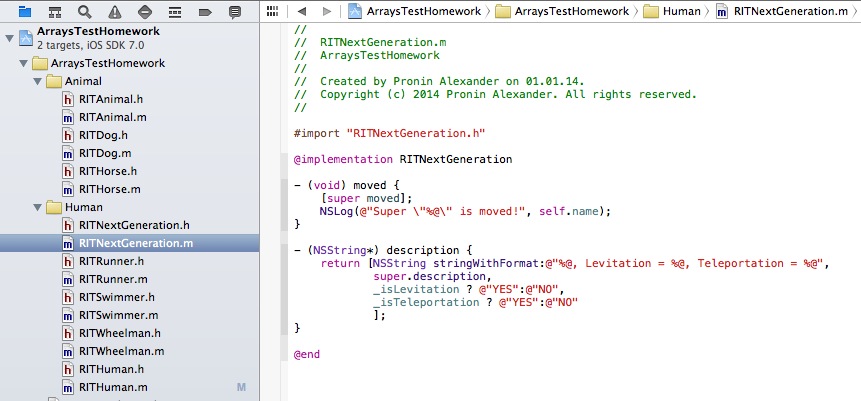 ArraysTestHomework
2 targets, iOS SDK 7.0
ArraysTestHomework
Animal
h RITAnimal.h
m RITAnimal.m
h RITDog.h
m RITDog.m
h RITHorse.h
m RITHorse.m
Human
h RITNextGeneration.h
m RITNextGeneration.m
h RITRunner.h
m RITRunner.m
h RITSwimmer.h
m RITSwimmer.m
h RITWheelman.h
m RITWheelman.m
h RITHuman.h
m RITHuman.m M
ArraysTestHomework ArraysTestHomework Human m RITNextGeneration.m
//
//  RITNextGeneration.m
//  ArraysTestHomework
//
//  Created by Pronin Alexander on 01.01.14.
//  Copyright (c) 2014 Pronin Alexander. All rights reserved.
//
#import "RITNextGeneration.h"
@implementation RITNextGeneration
- (void) moved {
[super moved];
NSLog(@"Super \"%@\" is moved!", self.name);
}
- (NSString*) description {
return [NSString stringWithFormat:@"%@, Levitation = %@, Teleportation = %@",
super.description,
_isLevitation ? @"YES":@"NO",
_isTeleportation ? @"YES":@"NO"
];
}
@end